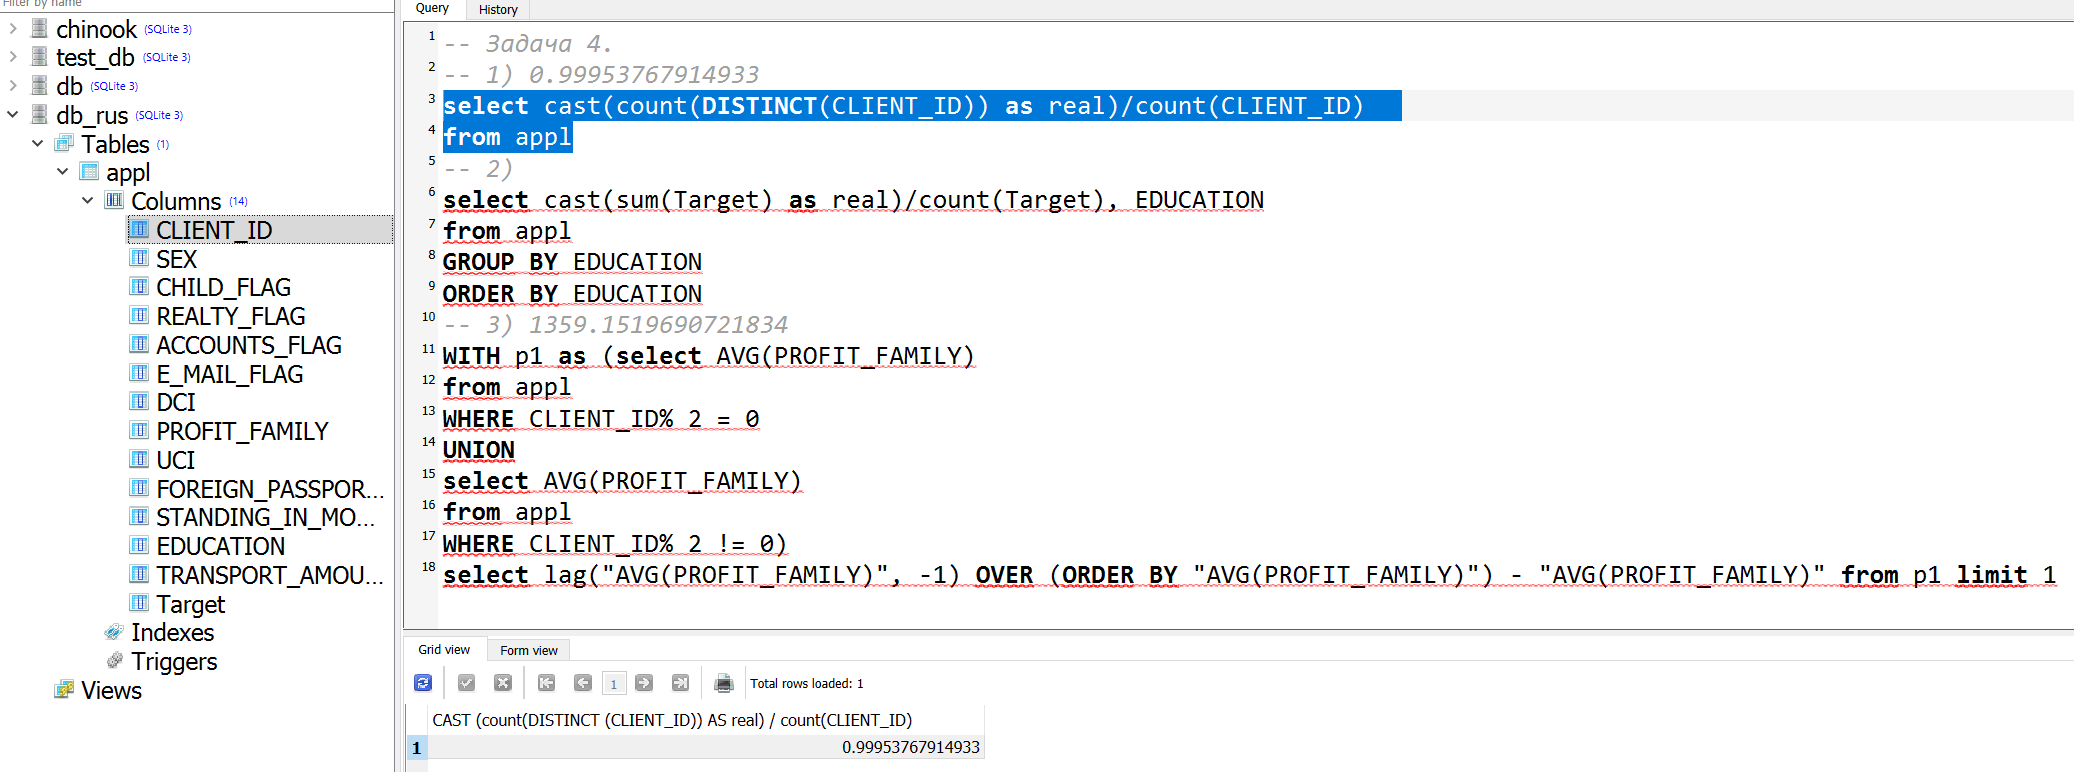 Filter by name
chinook (SQLite 3)
test_db (SQLite 3)
db (SQLite 3)
db_rus (SQLite 3)
Tables (1)
appl
Columns (14)
CLIENT_ID
SEX
CHILD_FLAG
REALTY_FLAG
ACCOUNTS_FLAG
E_MAIL_FLAG
DCI
PROFIT_FAMILY
UCI
FOREIGN_PASSPOR...
STANDING_IN_MO...
EDUCATION
TRANSPORT_AMOU...
Target
Indexes
Triggers
Views
Query History
1 -- Задача 4.
2 -- 1) 0.99953767914933
3 select cast(count(DISTINCT(CLIENT_ID)) as real)/count(CLIENT_ID)
4 from appl
5 -- 2)
6 select cast(sum(Target) as real)/count(Target), EDUCATION
7 from appl
8 GROUP BY EDUCATION
9 ORDER BY EDUCATION
10 -- 3) 1359.1519690721834
11 WITH p1 as (select AVG(PROFIT_FAMILY)
12 from appl
13 WHERE CLIENT_ID% 2 = 0
14 UNION
15 select AVG(PROFIT_FAMILY)
16 from appl
17 WHERE CLIENT_ID% 2 != 0)
18 select lag("AVG(PROFIT_FAMILY)", -1) OVER (ORDER BY "AVG(PROFIT_FAMILY)") - "AVG(PROFIT_FAMILY)" from p1 limit 1
Grid view Form view
1 Total rows loaded: 1
CAST (count(DISTINCT (CLIENT_ID)) AS real) / count(CLIENT_ID)
1 0.99953767914933